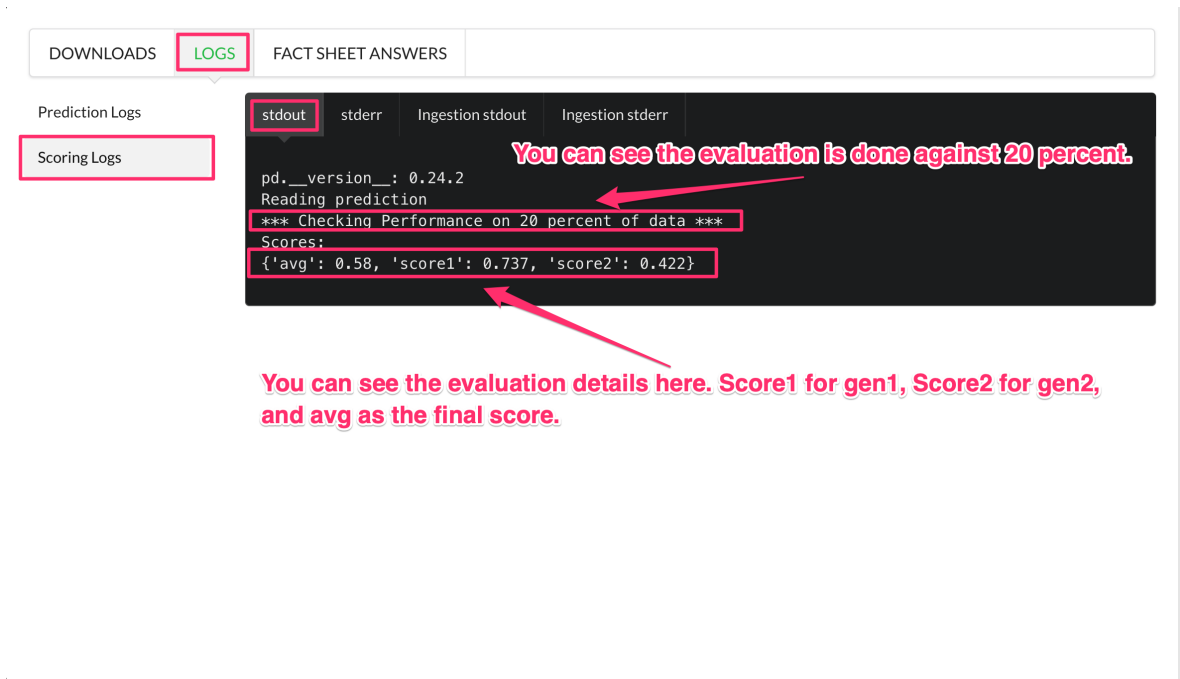 DOWNLOADS LOGS FACT SHEET ANSWERS
Prediction Logs
Scoring Logs
stdout stderr Ingestion stdout Ingestion stderr
You can see the evaluation is done against 20 percent.
pd.__version__: 0.24.2
Reading prediction
*** Checking Performance on 20 percent of data ***
Scores:
{'avg': 0.58, 'score1': 0.737, 'score2': 0.422}
You can see the evaluation details here. Score1 for gen1, Score2 for gen2,
and avg as the final score.